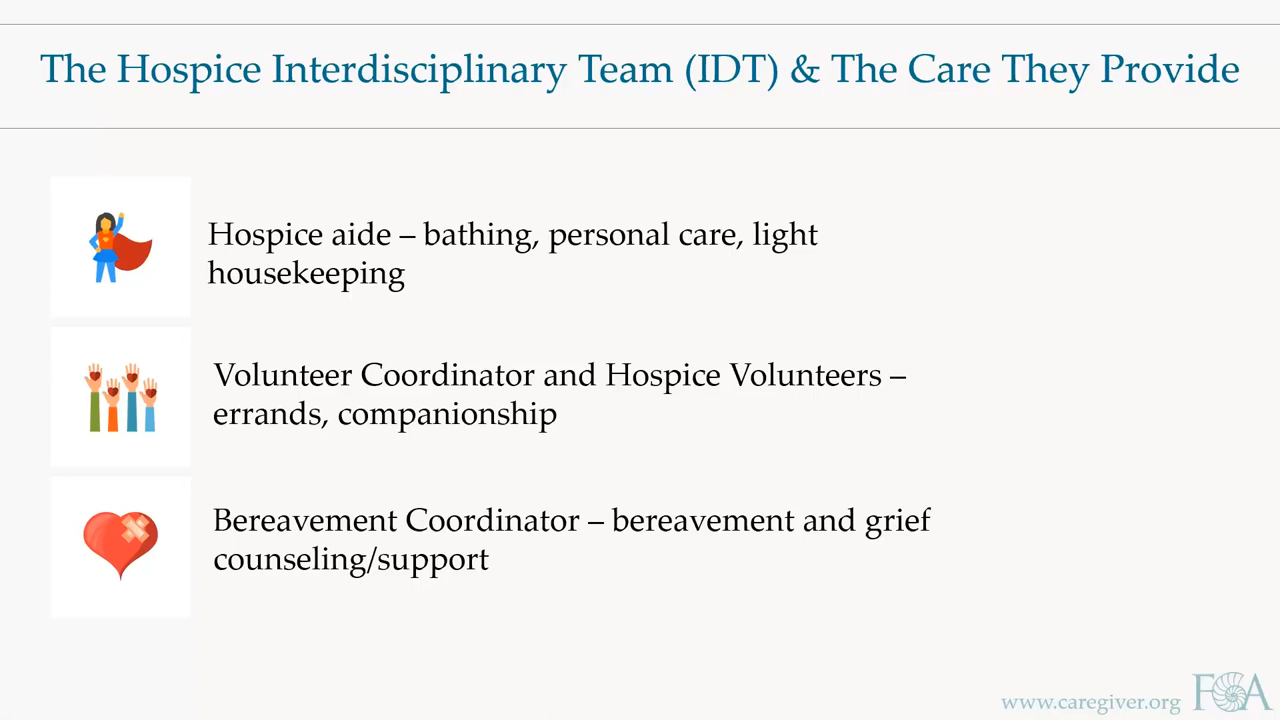 The Hospice Interdisciplinary Team (IDT) & The Care They Provide
Hospice aide – bathing, personal care, light
housekeeping
Volunteer Coordinator and Hospice Volunteers –
errands, companionship
Bereavement Coordinator – bereavement and grief
counseling/support
www.caregiver.org FCA